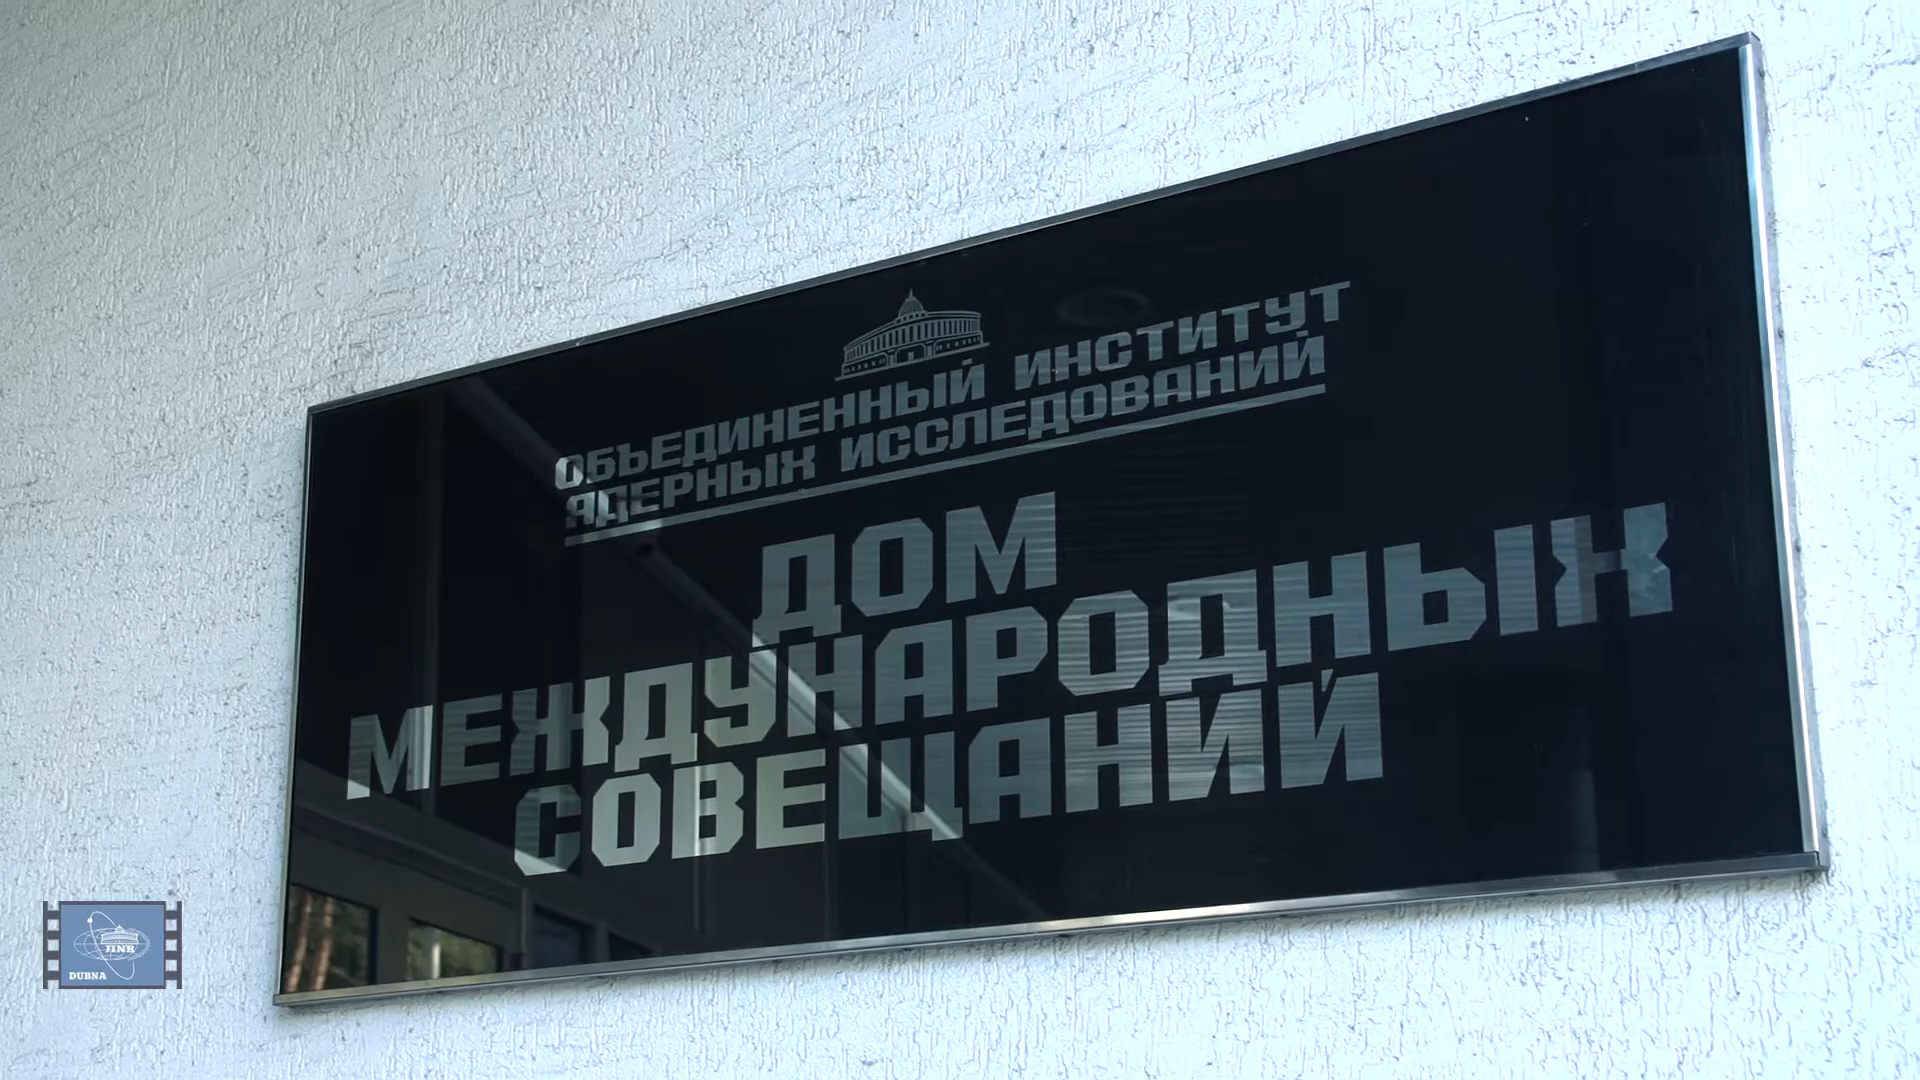 ОБЪЕДИНЕННЫЙ ИНСТИТУТ
ЯДЕРНЫХ ИССЛЕДОВАНИЙ
ДОМ
МЕЖДУНАРОДНЫХ
СОВЕЩАНИЙ
JINR
DUBNA